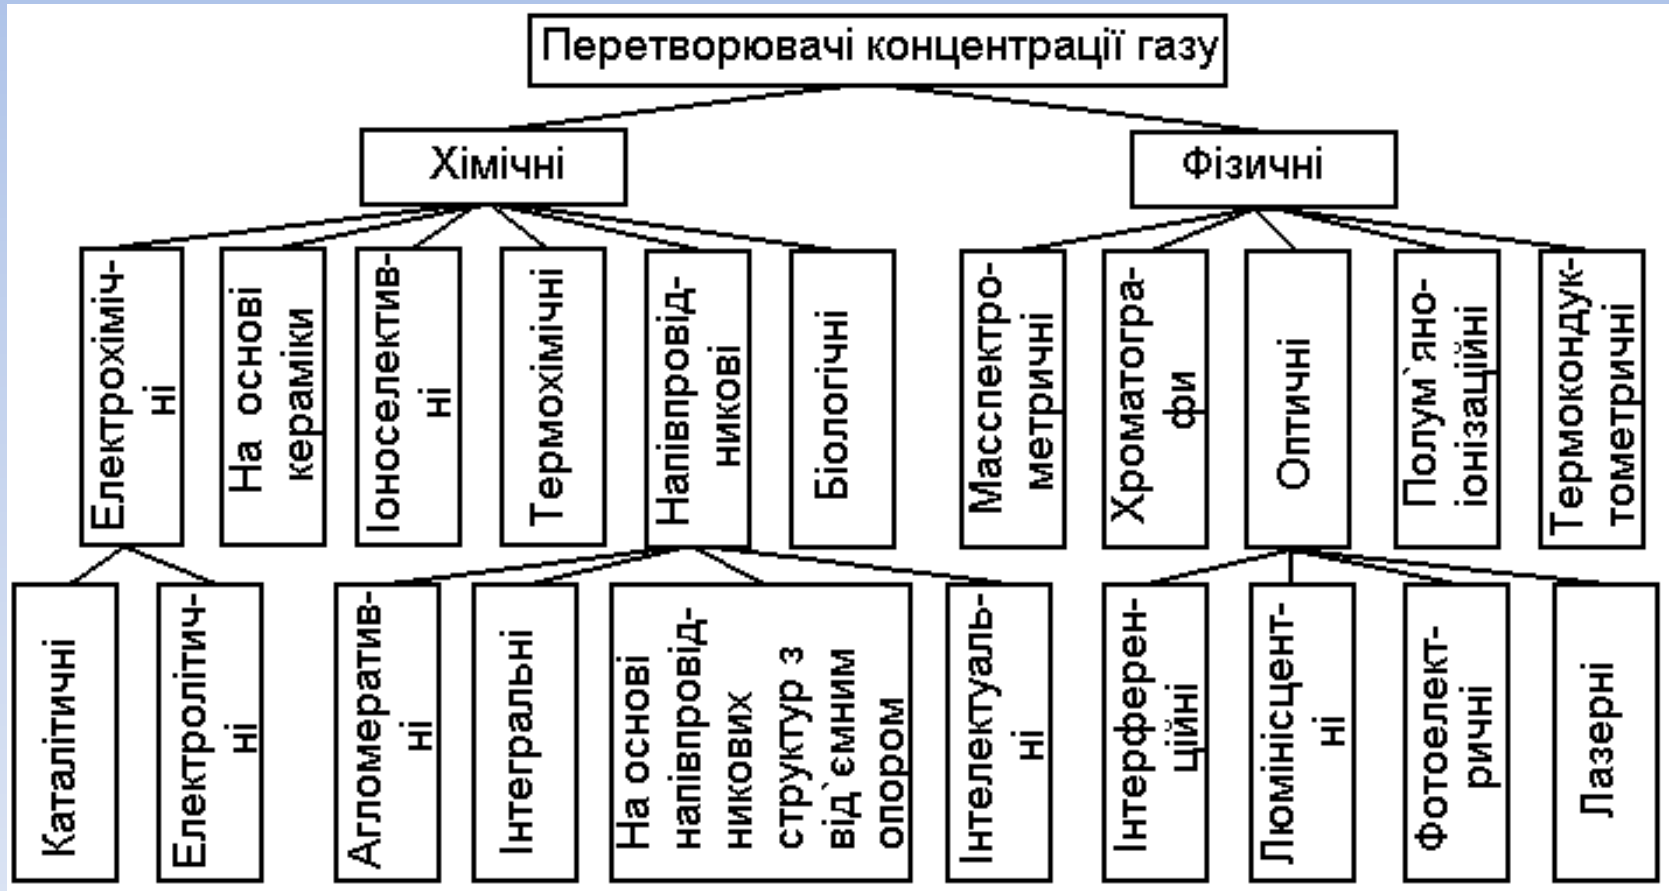 Перетворювачі концентрації газу
Хімічні
Фізичні
Електрохіміч-
ні
На основі
кераміки
Іоноселектив-
ні
Термохімічні
Напівпровід-
никові
Біологічні
Масспектро-
метричні
Хроматогра-
фи
Оптичні
Полум`яно-
іонізаційні
Термокондук-
тометричні
Каталітичні
Електролітич-
ні
Агломератив-
ні
Інтегральні
На основі
напівпровід-
никових
структур з
від`ємним
опором
Інтелектуаль-
ні
Інтерферен-
ційні
Люмінісцент-
ні
Фотоелект-
ричні
Лазерні